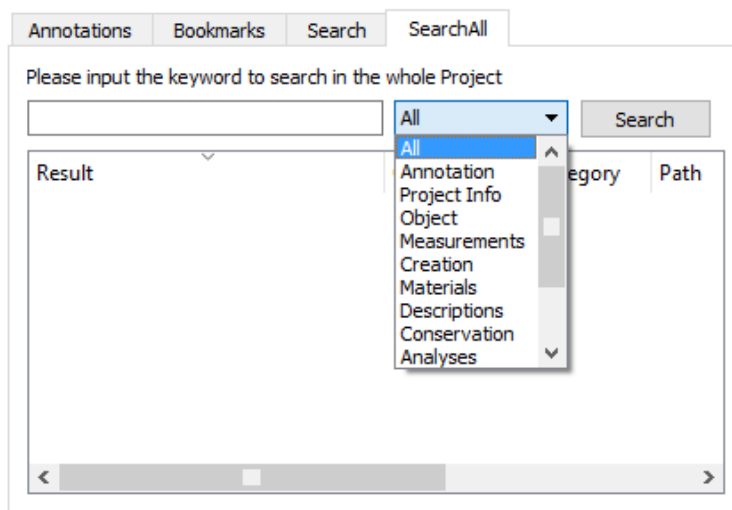 Annotations Bookmarks Search SearchAll
Please input the keyword to search in the whole Project
All Search
Result egory Path
All
Annotation
Project Info
Object
Measurements
Creation
Materials
Descriptions
Conservation
Analyses